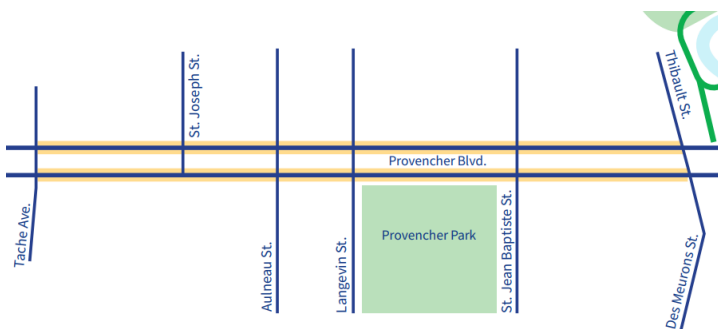 St. Joseph St.
Thibault St.
Provencher Blvd.
Tache Ave.
Aulneau St.
Langevin St.
Provencher Park
St. Jean Baptiste St.
Des Meurons St.